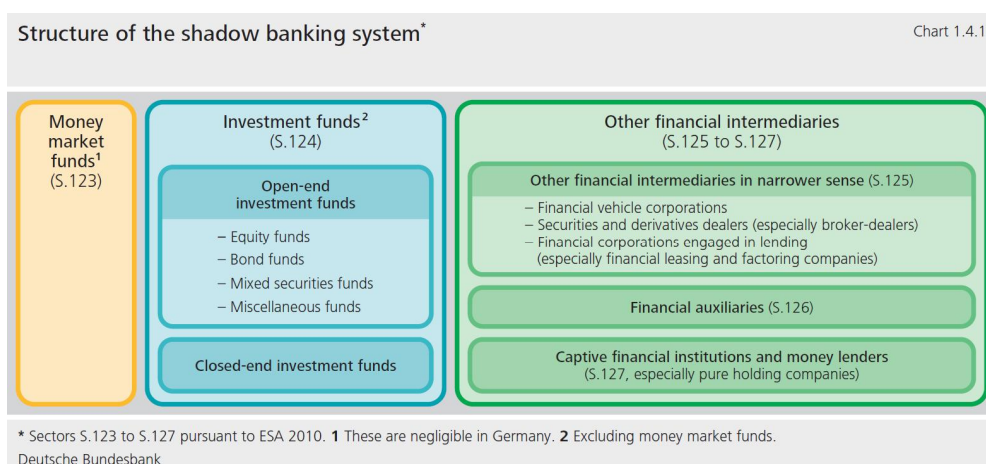 Structure of the shadow banking system*
Chart 1.4.1
Money
market
funds¹
(S.123)
Investment funds²
(S.124)
Open-end
investment funds
– Equity funds
– Bond funds
– Mixed securities funds
– Miscellaneous funds
Closed-end investment funds
Other financial intermediaries
(S.125 to S.127)
Other financial intermediaries in narrower sense (S.125)
– Financial vehicle corporations
– Securities and derivatives dealers (especially broker-dealers)
– Financial corporations engaged in lending
(especially financial leasing and factoring companies)
Financial auxiliaries (S.126)
Captive financial institutions and money lenders
(S.127, especially pure holding companies)
* Sectors S.123 to S.127 pursuant to ESA 2010. 1 These are negligible in Germany. 2 Excluding money market funds.
Deutsche Bundesbank